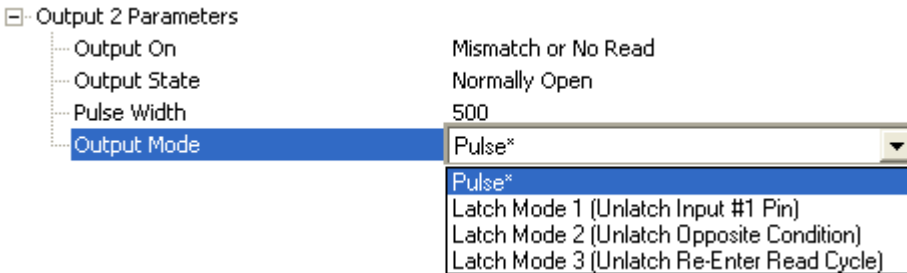 Output 2 Parameters
Output On Mismatch or No Read
Output State Normally Open
Pulse Width 500
Output Mode Pulse*
Pulse*
Latch Mode 1 (Unlatch Input #1 Pin)
Latch Mode 2 (Unlatch Opposite Condition)
Latch Mode 3 (Unlatch Re-Enter Read Cycle)